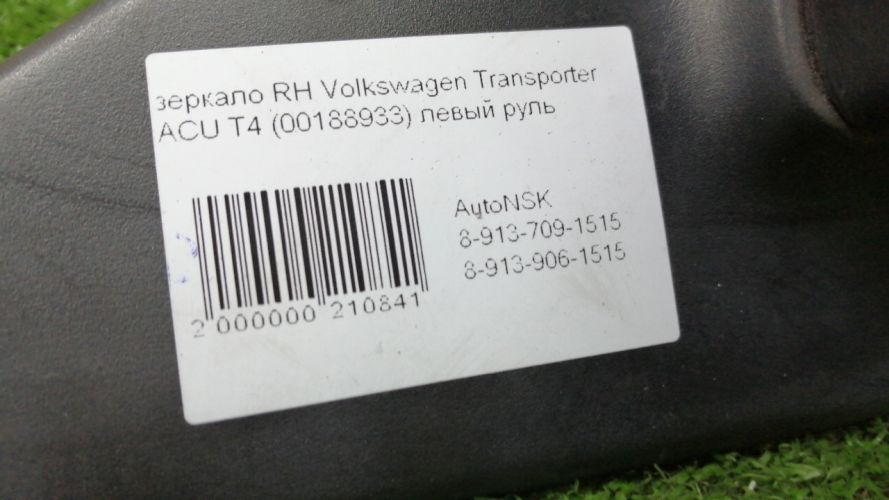 зеркало RH Volkswagen Transporter
ACU T4 (00188933) левый руль
AytoNSK
8-913-709-1515
8-913-906-1515
2 000000 210841